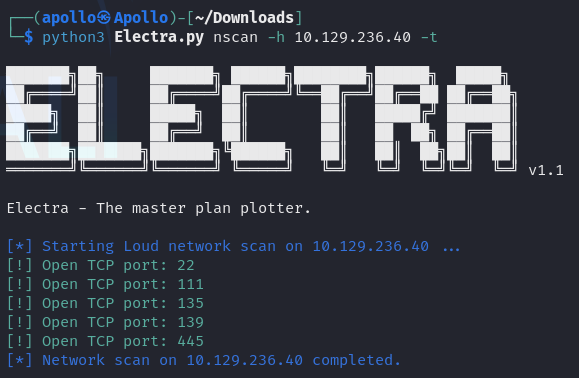 ┌──(apollo㉿Apollo)-[~/Downloads]
└─$ python3 Electra.py nscan -h 10.129.236.40 -t
ELECTRA v1.1
Electra - The master plan plotter.
[*] Starting Loud network scan on 10.129.236.40 ...
[!] Open TCP port: 22
[!] Open TCP port: 111
[!] Open TCP port: 135
[!] Open TCP port: 139
[!] Open TCP port: 445
[*] Network scan on 10.129.236.40 completed.